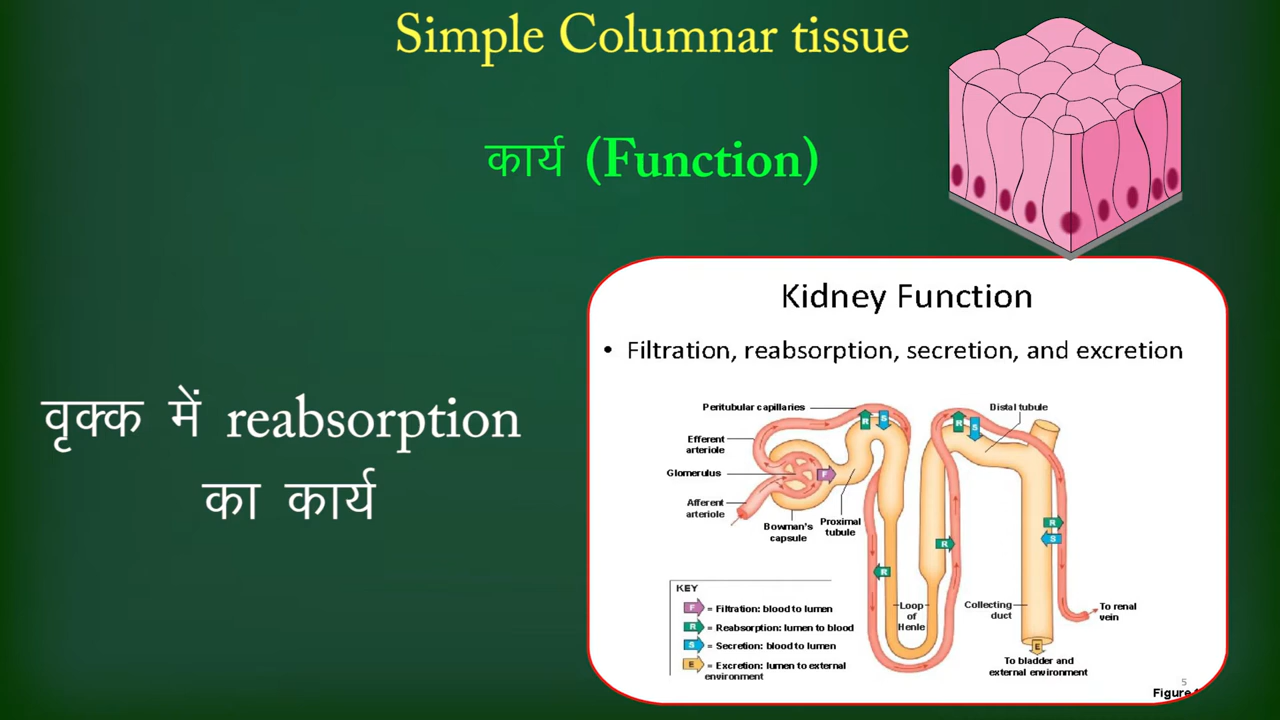 Simple Columnar tissue
कार्य (Function)
वृक्क में reabsorption
का कार्य
Kidney Function
• Filtration, reabsorption, secretion, and excretion
Peritubular capillaries
Distal tubule
Efferent
arteriole
Glomerulus
Afferent
arteriole
Bowman's
capsule
Proximal
tubule
R
S
R
S
F
R
S
R
R
Loop
of
Henle
Collecting
duct
To renal
vein
E
To bladder and
external environment
KEY
F = Filtration: blood to lumen
R = Reabsorption: lumen to blood
S = Secretion: blood to lumen
E = Excretion: lumen to external
environment
5
Figure